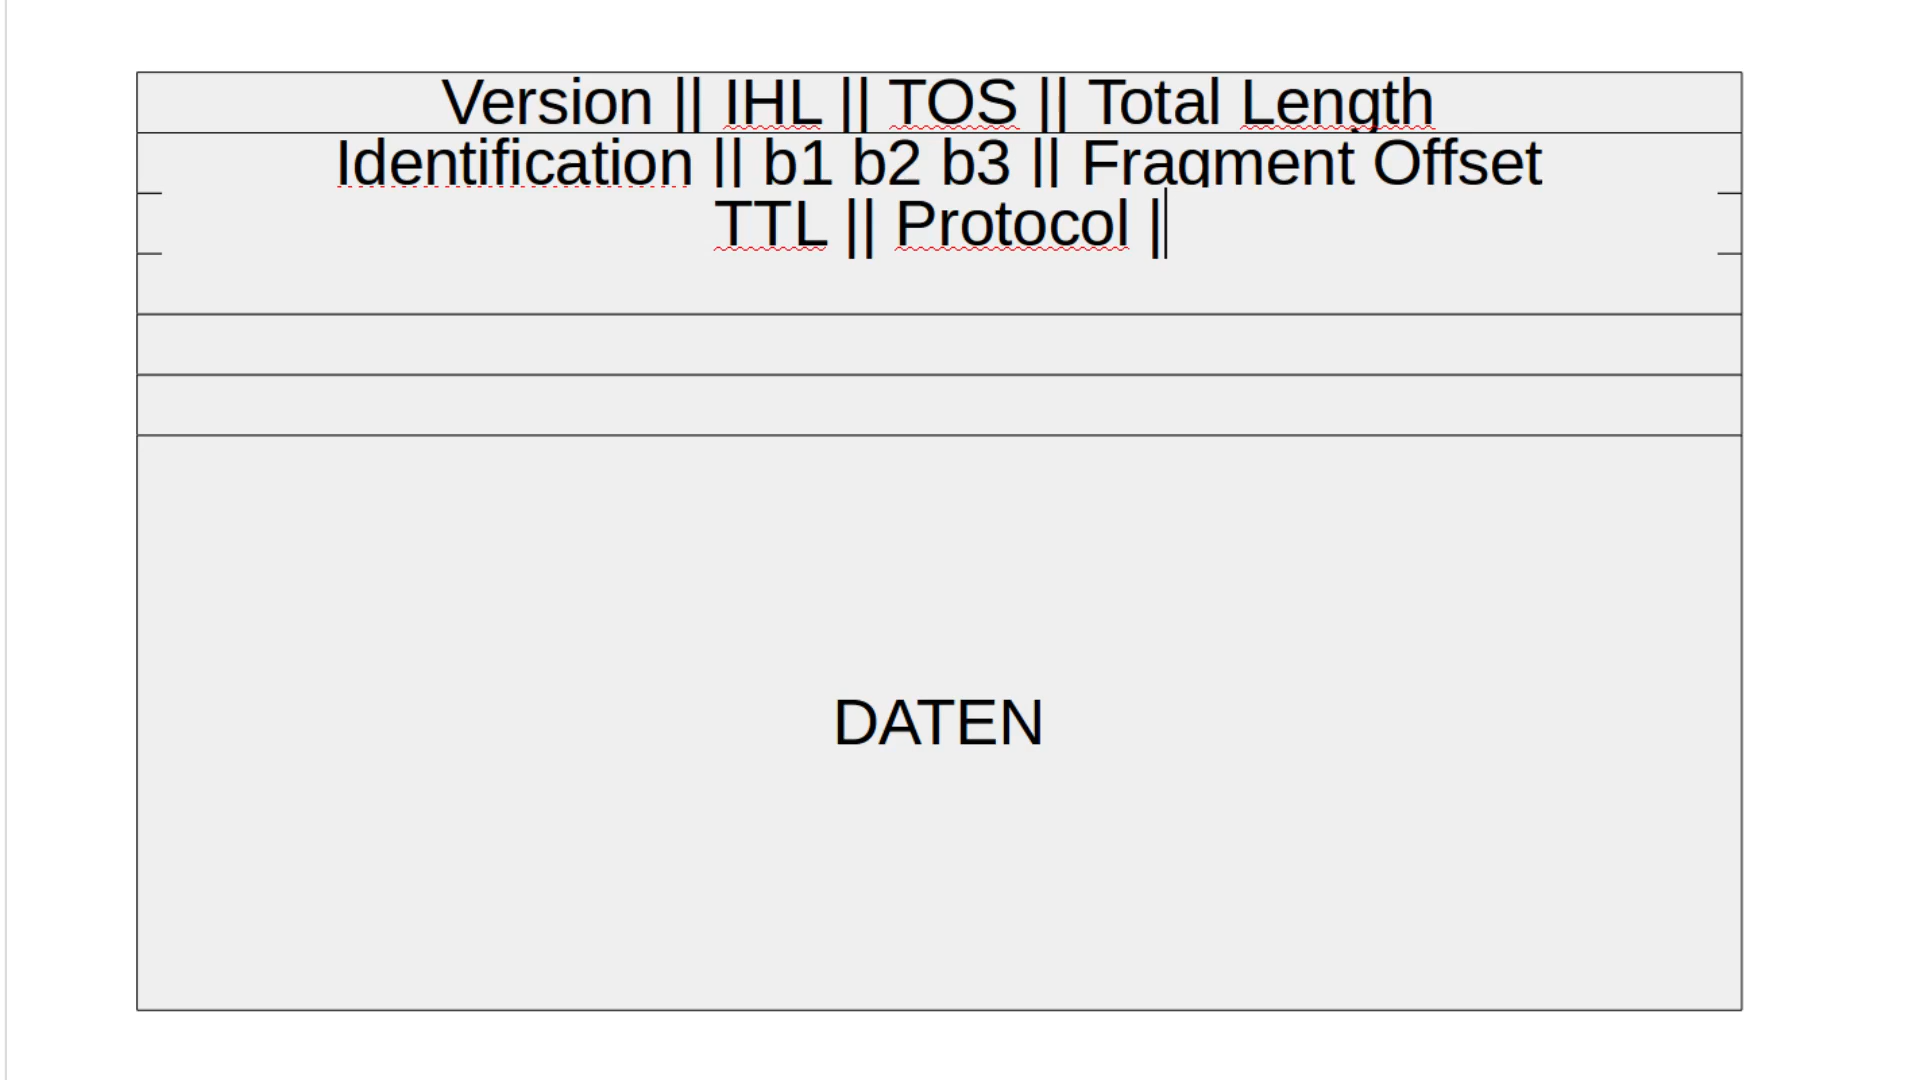 Version || IHL || TOS || Total Length
Identification || b1 b2 b3 || Fragment Offset
TTL || Protocol |
DATEN